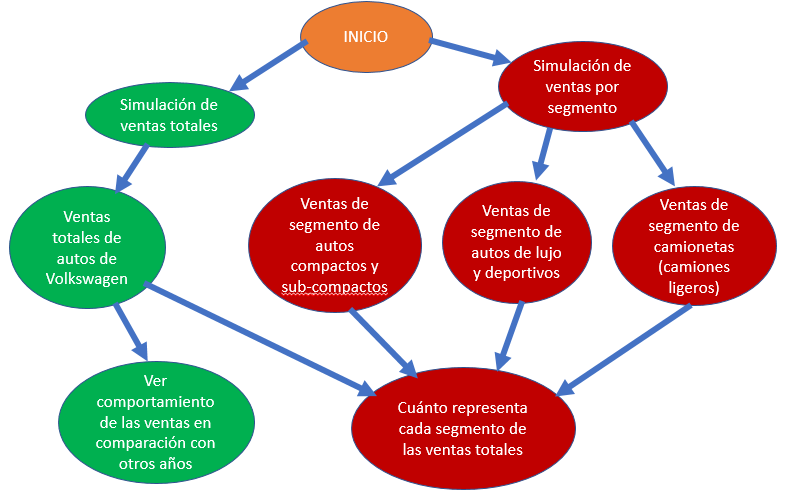 INICIO
Simulación de
ventas por
segmento
Simulación de
ventas totales
Ventas
totales de
autos de
Volkswagen
Ventas de
segmento de
autos
compactos y
sub-compactos
Ventas de
segmento de
autos de lujo
y deportivos
Ventas de
segmento de
camionetas
(camiones
ligeros)
Ver
comportamiento
de las ventas en
comparación con
otros años
Cuánto representa
cada segmento de
las ventas totales